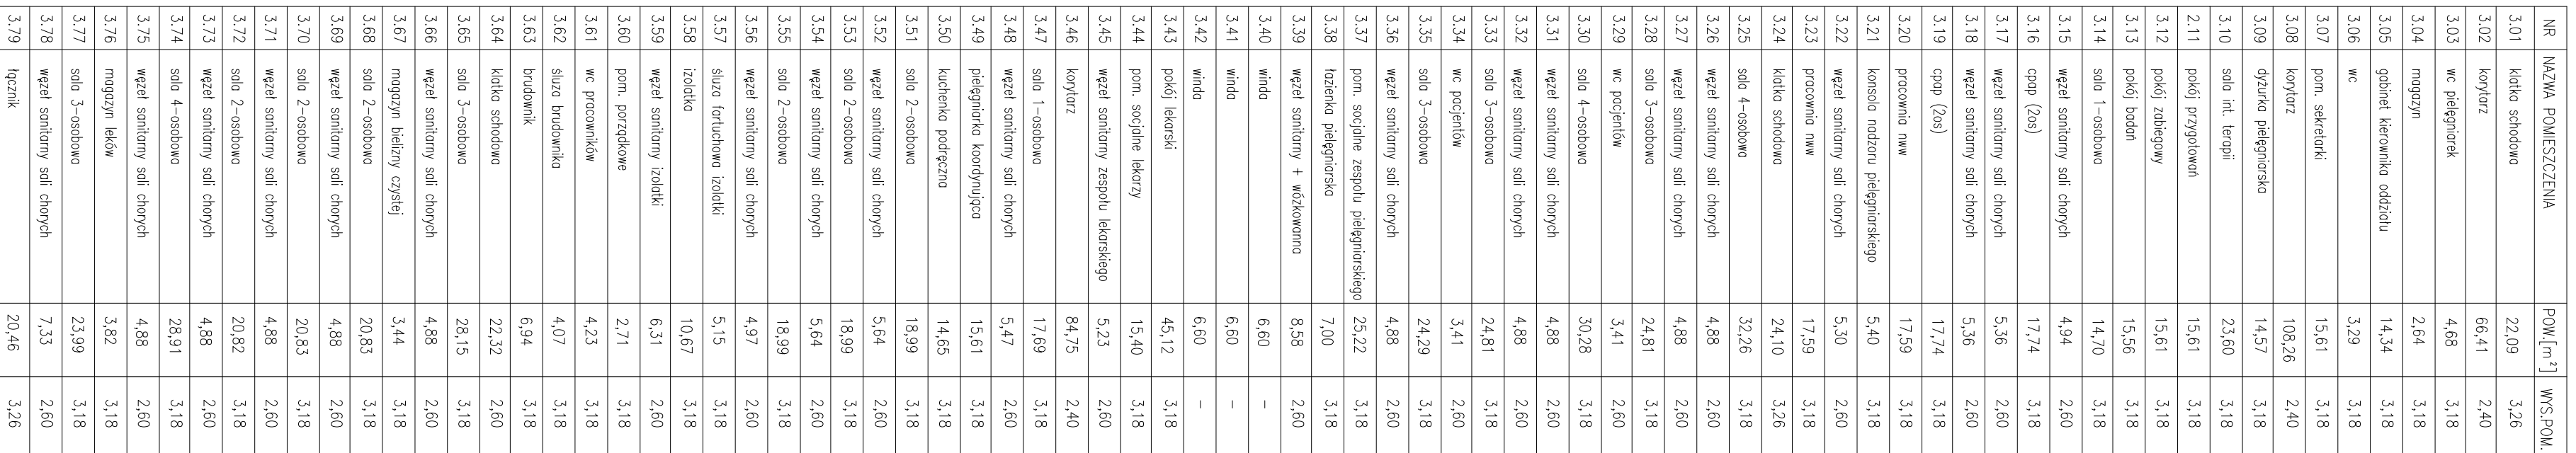 NR NAZWA POMIESZCZENIA POW.[m²] WYS.POM.
3.01 klatka schodowa 22,09 3,26
3.02 korytarz 66,41 2,40
3.03 wc pielęgniarek 4,68 3,18
3.04 magazyn 2,64 3,18
3.05 gabinet kierownika oddziału 14,34 3,18
3.06 wc 3,29 3,18
3.07 pom. sekretarki 15,61 3,18
3.08 korytarz 108,26 2,40
3.09 dyżurka pielęgniarska 14,57 3,18
3.10 sala int. terapii 23,60 3,18
2.11 pokój przygotowań 15,61 3,18
3.12 pokój zabiegowy 15,61 3,18
3.13 pokój badań 15,56 3,18
3.14 sala 1-osobowa 14,70 3,18
3.15 węzeł sanitarny sali chorych 4,94 2,60
3.16 cpap (2os) 17,74 3,18
3.17 węzeł sanitarny sali chorych 5,36 2,60
3.18 węzeł sanitarny sali chorych 5,36 2,60
3.19 cpap (2os) 17,74 3,18
3.20 pracownia nww 17,59 3,18
3.21 konsola nadzoru pielęgniarskiego 5,40 3,18
3.22 węzeł sanitarny sali chorych 5,30 2,60
3.23 pracownia nww 17,59 3,18
3.24 klatka schodowa 24,10 3,26
3.25 sala 4-osobowa 32,26 3,18
3.26 węzeł sanitarny sali chorych 4,88 2,60
3.27 węzeł sanitarny sali chorych 4,88 2,60
3.28 sala 3-osobowa 24,81 3,18
3.29 wc pacjentów 3,41 2,60
3.30 sala 4-osobowa 30,28 3,18
3.31 węzeł sanitarny sali chorych 4,88 2,60
3.32 węzeł sanitarny sali chorych 4,88 2,60
3.33 sala 3-osobowa 24,81 3,18
3.34 wc pacjentów 3,41 2,60
3.35 sala 3-osobowa 24,29 3,18
3.36 węzeł sanitarny sali chorych 4,88 2,60
3.37 pom. socjalne zespołu pielęgniarskiego 25,22 3,18
3.38 łazienka pielęgniarska 7,00 3,18
3.39 węzeł sanitarny + wózkowanna 8,58 2,60
3.40 winda 6,60 -
3.41 winda 6,60 -
3.42 winda 6,60 -
3.43 pokój lekarski 45,12 3,18
3.44 pom. socjalne lekarzy 15,40 3,18
3.45 węzeł sanitarny zespołu lekarskiego 5,23 2,60
3.46 korytarz 84,75 2,40
3.47 sala 1-osobowa 17,69 3,18
3.48 węzeł sanitarny sali chorych 5,47 2,60
3.49 pielęgniarka koordynująca 15,61 3,18
3.50 kuchenka podręczna 14,65 3,18
3.51 sala 2-osobowa 18,99 3,18
3.52 węzeł sanitarny sali chorych 5,64 2,60
3.53 sala 2-osobowa 18,99 3,18
3.54 węzeł sanitarny sali chorych 5,64 2,60
3.55 sala 2-osobowa 18,99 3,18
3.56 węzeł sanitarny sali chorych 4,97 2,60
3.57 śluza fartuchowa izolatki 5,15 3,18
3.58 izolatka 10,67 3,18
3.59 węzeł sanitarny izolatki 6,31 2,60
3.60 pom. porządkowe 2,71 3,18
3.61 wc pracowników 4,23 3,18
3.62 śluza brudownika 4,07 3,18
3.63 brudownik 6,94 3,18
3.64 klatka schodowa 22,32 2,60
3.65 sala 3-osobowa 28,15 3,18
3.66 węzeł sanitarny sali chorych 4,88 2,60
3.67 magazyn bielizny czystej 3,44 3,18
3.68 sala 2-osobowa 20,83 3,18
3.69 węzeł sanitarny sali chorych 4,88 2,60
3.70 sala 2-osobowa 20,83 3,18
3.71 węzeł sanitarny sali chorych 4,88 2,60
3.72 sala 2-osobowa 20,82 3,18
3.73 węzeł sanitarny sali chorych 4,88 2,60
3.74 sala 4-osobowa 28,91 3,18
3.75 węzeł sanitarny sali chorych 4,88 2,60
3.76 magazyn leków 3,82 3,18
3.77 sala 3-osobowa 23,99 3,18
3.78 węzeł sanitarny sali chorych 7,33 2,60
3.79 łącznik 20,46 3,26